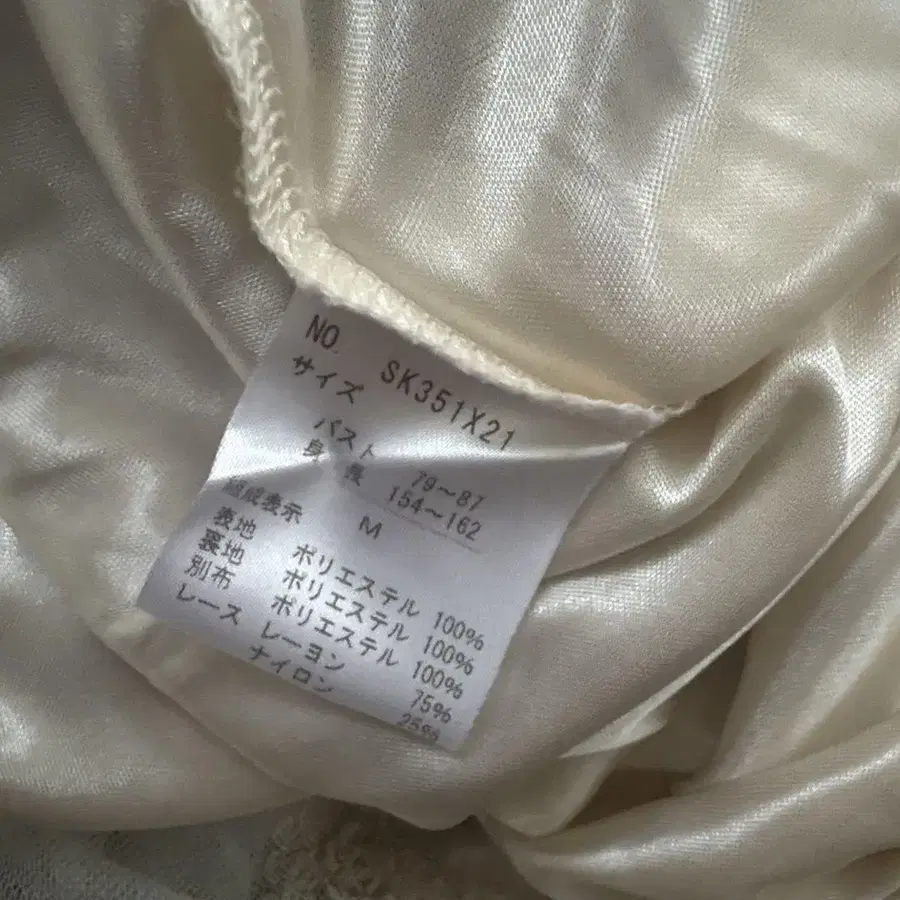 NO. SK351X21
サイズ
バスト 79～87
身長 154～162
M
組成表示
表地 ポリエステル 100%
裏地 ポリエステル 100%
別布 ポリエステル 100%
レース レーヨン 75%
ナイロン 25%